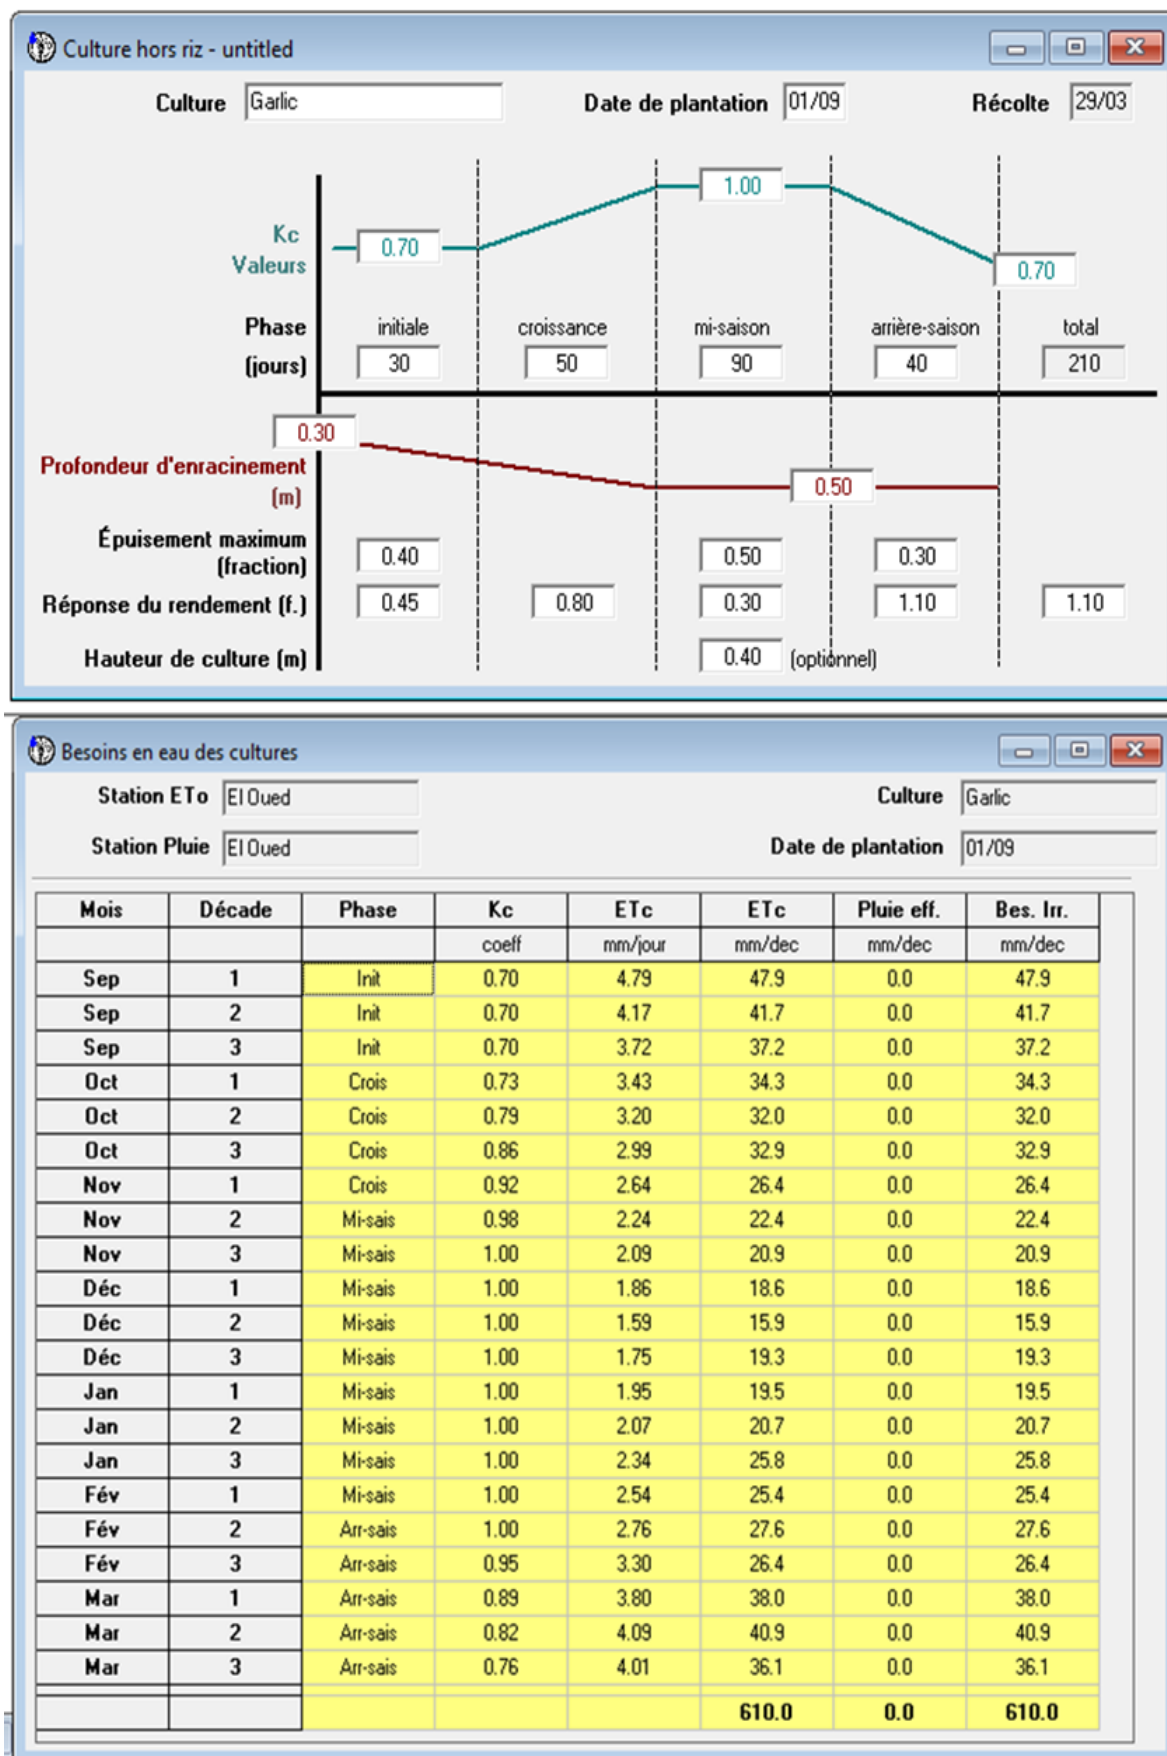 Culture hors riz - untitled
Culture Garlic Date de plantation 01/09 Récolte 29/03
1.00
Kc Valeurs 0.70 0.70
Phase initiale croissance mi-saison arrière-saison total
(jours) 30 50 90 40 210
0.30
Profondeur d'enracinement
(m) 0.50
Épuisement maximum
(fraction) 0.40 0.50 0.30
Réponse du rendement (f.) 0.45 0.80 0.30 1.10 1.10
Hauteur de culture (m) 0.40 (optionnel)
Besoins en eau des cultures
Station ETo El Oued Culture Garlic
Station Pluie El Oued Date de plantation 01/09
Mois Décade Phase Kc ETc ETc Pluie eff. Bes. Irr.
coeff mm/jour mm/dec mm/dec mm/dec
Sep 1 Init 0.70 4.79 47.9 0.0 47.9
Sep 2 Init 0.70 4.17 41.7 0.0 41.7
Sep 3 Init 0.70 3.72 37.2 0.0 37.2
Oct 1 Crois 0.73 3.43 34.3 0.0 34.3
Oct 2 Crois 0.79 3.20 32.0 0.0 32.0
Oct 3 Crois 0.86 2.99 32.9 0.0 32.9
Nov 1 Crois 0.92 2.64 26.4 0.0 26.4
Nov 2 Mi-sais 0.98 2.24 22.4 0.0 22.4
Nov 3 Mi-sais 1.00 2.09 20.9 0.0 20.9
Déc 1 Mi-sais 1.00 1.86 18.6 0.0 18.6
Déc 2 Mi-sais 1.00 1.59 15.9 0.0 15.9
Déc 3 Mi-sais 1.00 1.75 19.3 0.0 19.3
Jan 1 Mi-sais 1.00 1.95 19.5 0.0 19.5
Jan 2 Mi-sais 1.00 2.07 20.7 0.0 20.7
Jan 3 Mi-sais 1.00 2.34 25.8 0.0 25.8
Fév 1 Mi-sais 1.00 2.54 25.4 0.0 25.4
Fév 2 Arr-sais 1.00 2.76 27.6 0.0 27.6
Fév 3 Arr-sais 0.95 3.30 26.4 0.0 26.4
Mar 1 Arr-sais 0.89 3.80 38.0 0.0 38.0
Mar 2 Arr-sais 0.82 4.09 40.9 0.0 40.9
Mar 3 Arr-sais 0.76 4.01 36.1 0.0 36.1
610.0 0.0 610.0